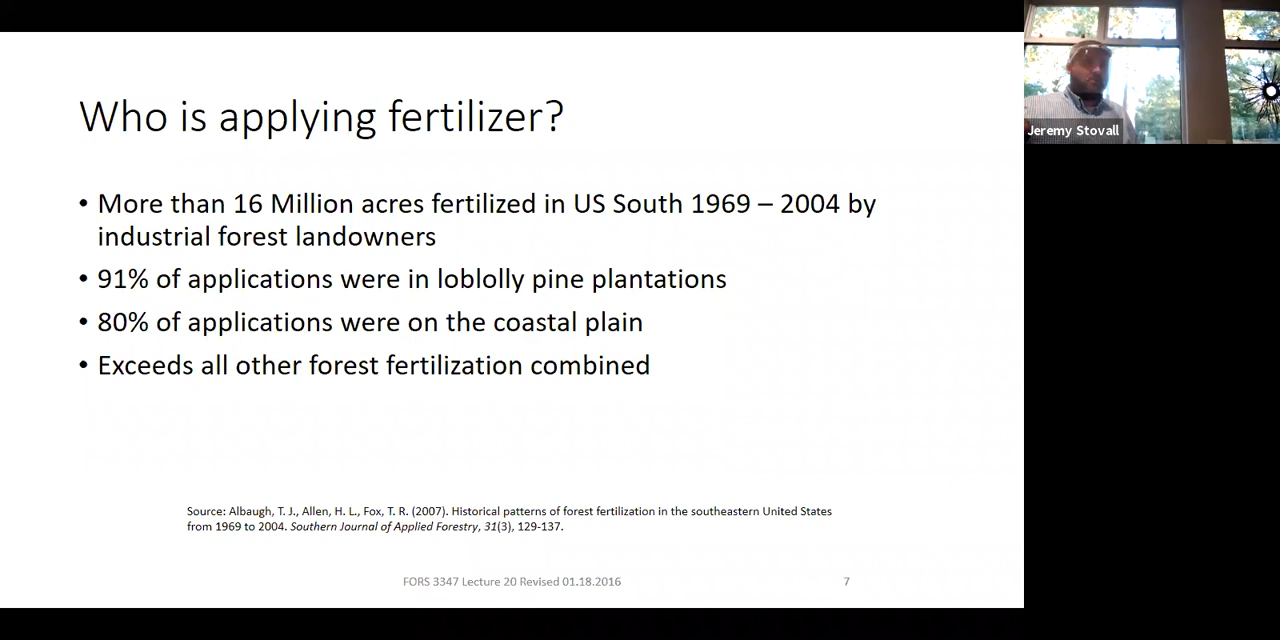 Who is applying fertilizer?
• More than 16 Million acres fertilized in US South 1969 – 2004 by
industrial forest landowners
• 91% of applications were in loblolly pine plantations
• 80% of applications were on the coastal plain
• Exceeds all other forest fertilization combined
Source: Albaugh, T. J., Allen, H. L., Fox, T. R. (2007). Historical patterns of forest fertilization in the southeastern United States
from 1969 to 2004. Southern Journal of Applied Forestry, 31(3), 129-137.
FORS 3347 Lecture 20 Revised 01.18.2016
7
Jeremy Stovall